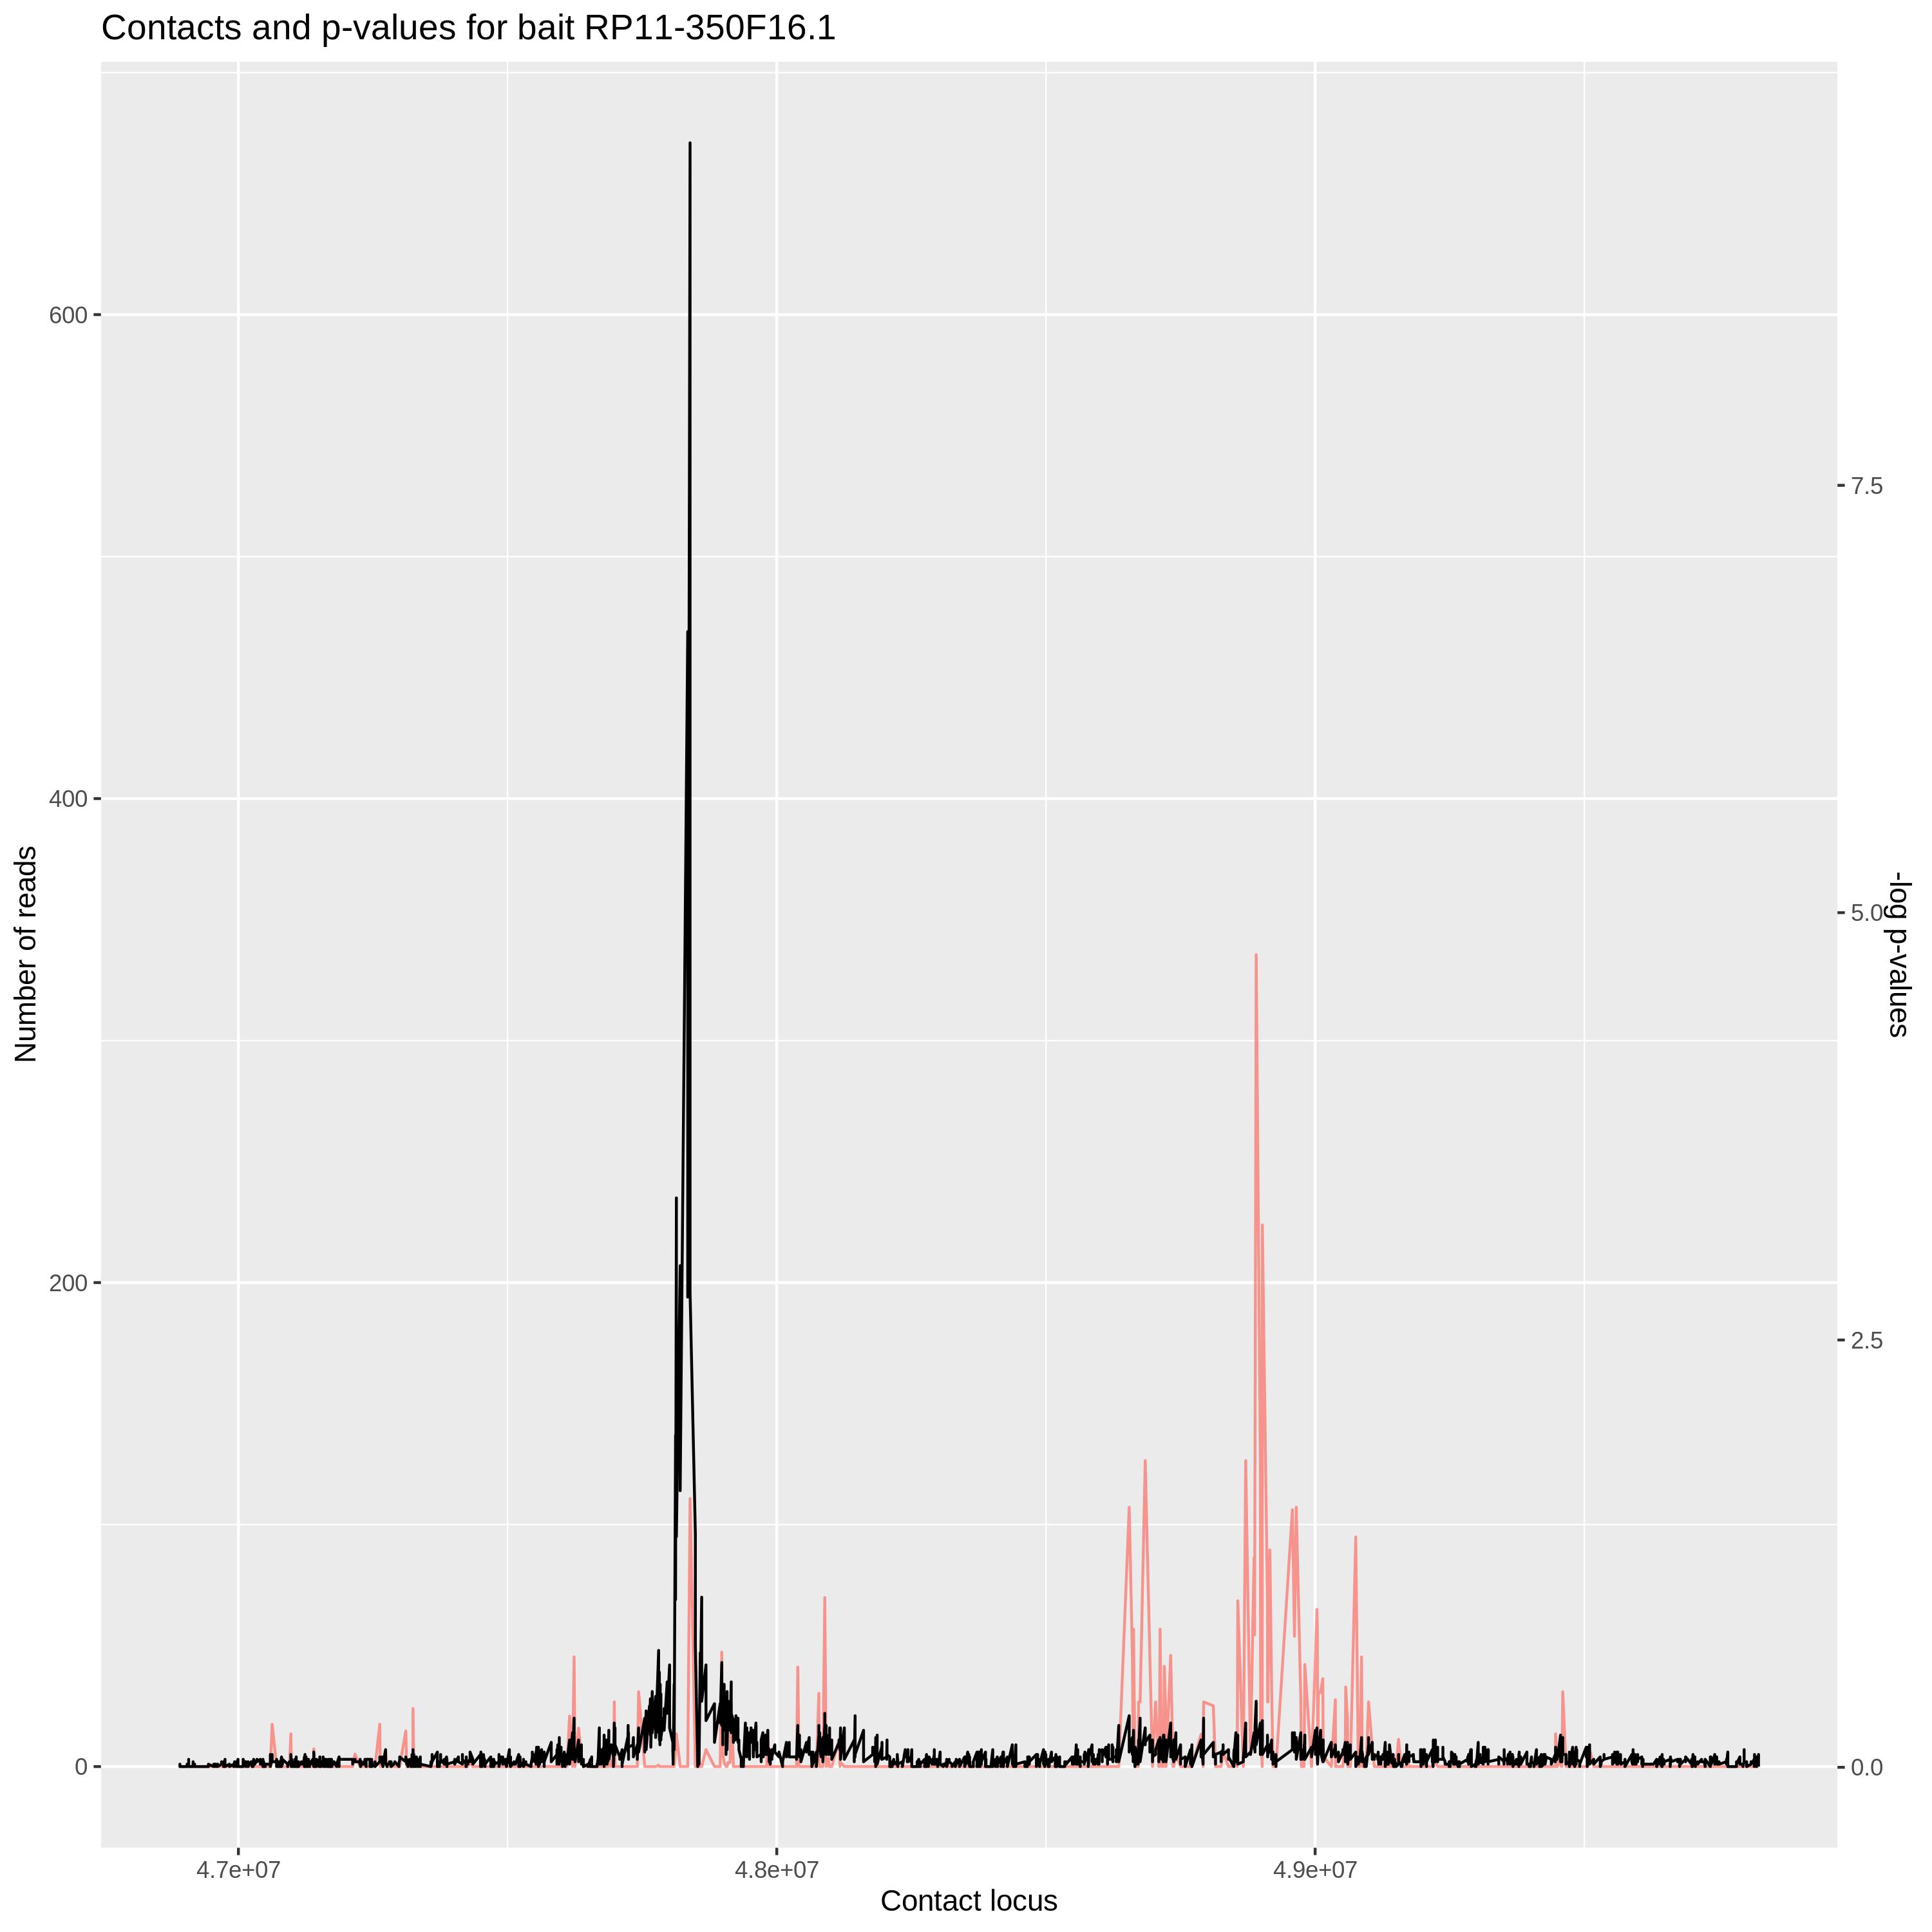 Contacts and p-values for bait RP11-350F16.1
600
400
200
0
Number of reads
7.5
5.0
2.5
0.0
-log p-values
4.7e+07
4.8e+07
4.9e+07
Contact locus